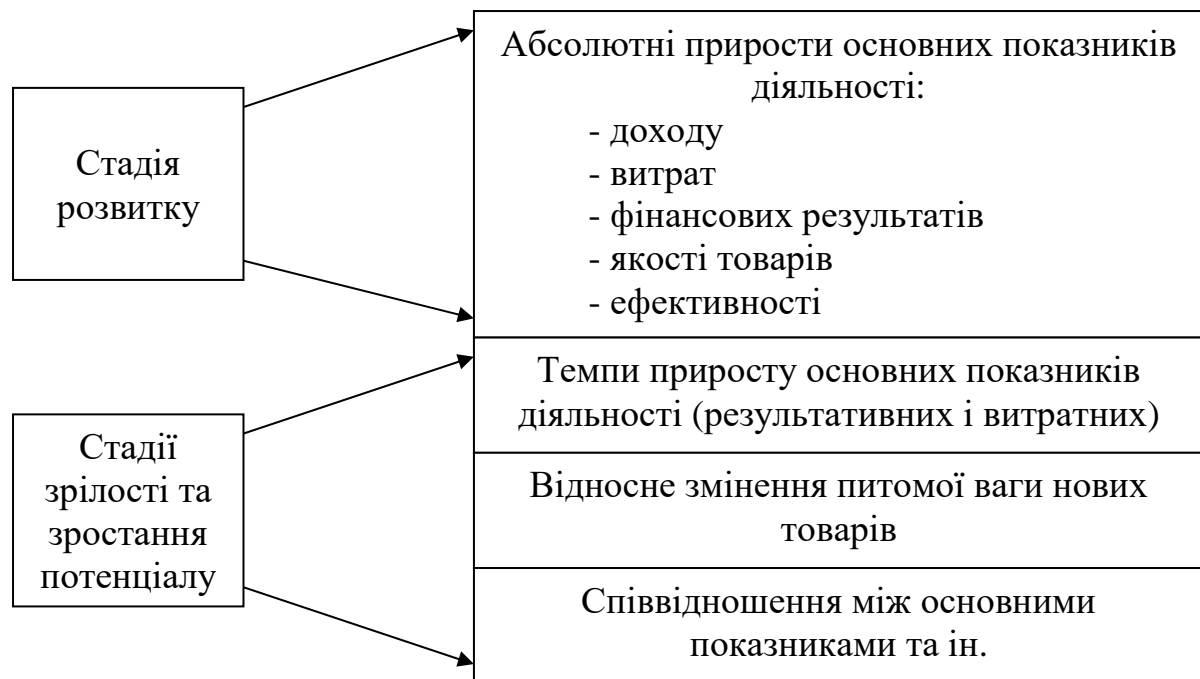 Стадія
розвитку
Абсолютні прирости основних показників
діяльності:
- доходу
- витрат
- фінансових результатів
- якості товарів
- ефективності
Стадії
зрілості та
зростання
потенціалу
Темпи приросту основних показників
діяльності (результативних і витратних)
Відносне змінення питомої ваги нових
товарів
Співвідношення між основними
показниками та ін.